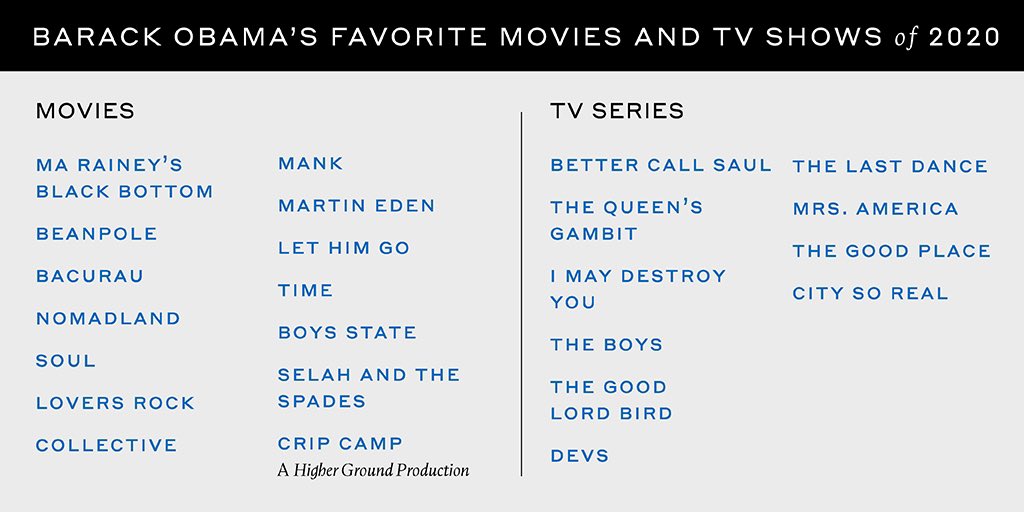 BARACK OBAMA'S FAVORITE MOVIES AND TV SHOWS of 2020
MOVIES
MA RAINEY'S
BLACK BOTTOM
BEANPOLE
BACURAU
NOMADLAND
SOUL
LOVERS ROCK
COLLECTIVE
MANK
MARTIN EDEN
LET HIM GO
TIME
BOYS STATE
SELAH AND THE
SPADES
CRIP CAMP
A Higher Ground Production
TV SERIES
BETTER CALL SAUL
THE QUEEN'S
GAMBIT
I MAY DESTROY
YOU
THE BOYS
THE GOOD
LORD BIRD
DEVS
THE LAST DANCE
MRS. AMERICA
THE GOOD PLACE
CITY SO REAL